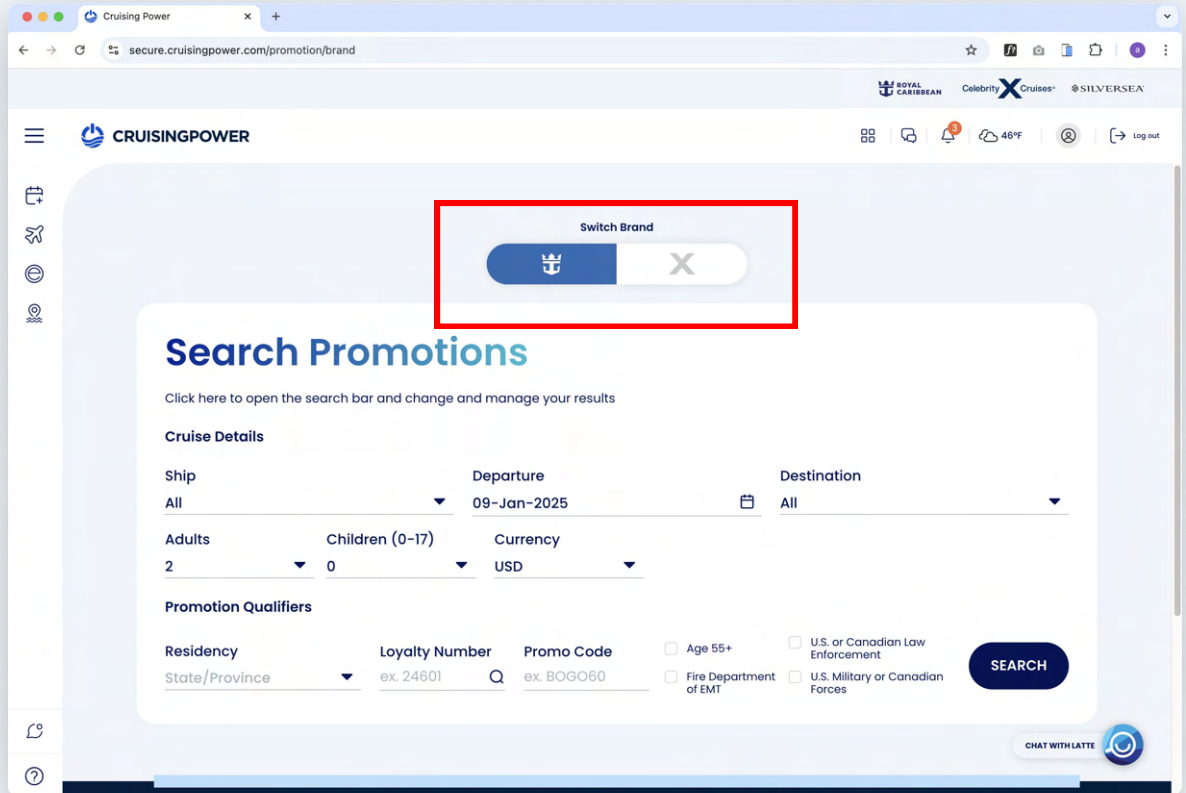 Cruising Power
secure.cruisingpower.com/promotion/brand
a
ROYAL
CARIBBEAN
Celebrity X Cruises®
SILVERSEA
CRUISINGPOWER
3
46°F
Log out
Switch Brand
X
Search Promotions
Click here to open the search bar and change and manage your results
Cruise Details
Ship
Departure
Destination
All
09-Jan-2025
All
Adults
Children (0-17)
Currency
2
0
USD
Promotion Qualifiers
Residency
Loyalty Number
Promo Code
State/Province
ex. 24601
ex. BOGO60
Age 55+
U.S. or Canadian Law
Enforcement
Fire Department
of EMT
U.S. Military or Canadian
Forces
SEARCH
CHAT WITH LATTE